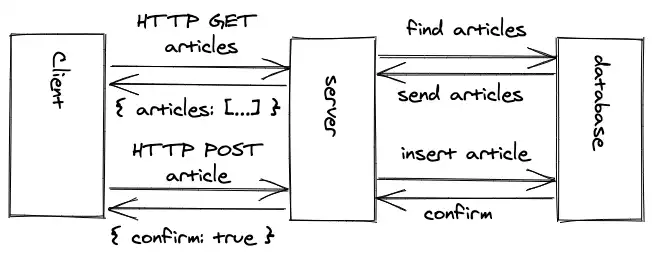 Client
HTTP GET
articles
{ articles: [...] }
HTTP POST
article
{ confirm: true }
server
find articles
send articles
insert article
confirm
database